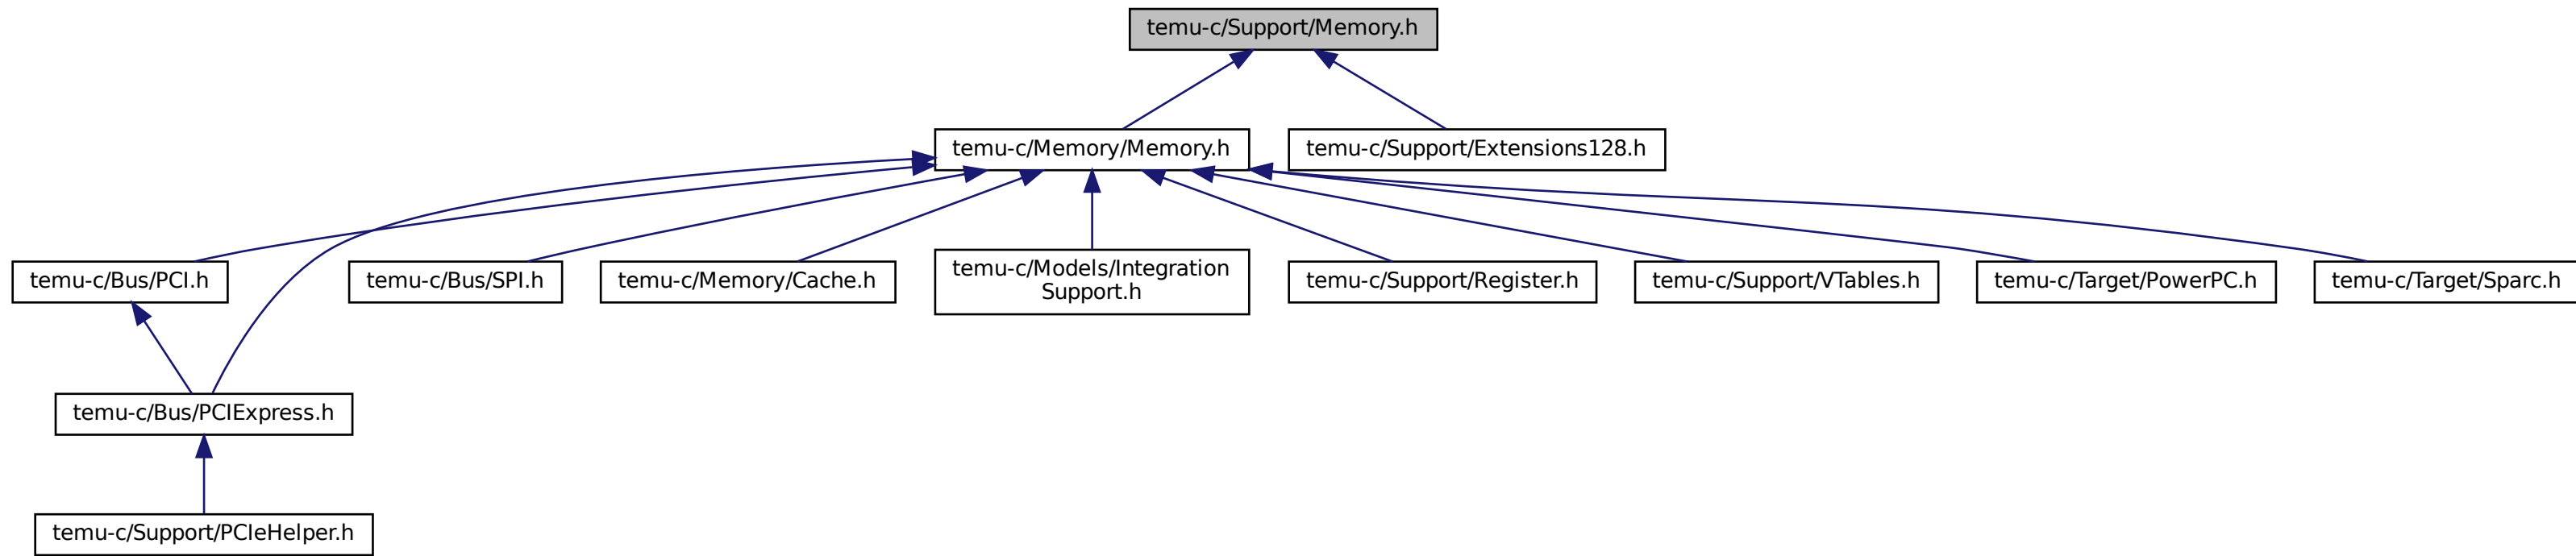 temu-c/Support/Memory.h
temu-c/Memory/Memory.h
temu-c/Support/Extensions128.h
temu-c/Bus/PCI.h
temu-c/Bus/SPI.h
temu-c/Memory/Cache.h
temu-c/Models/Integration
Support.h
temu-c/Support/Register.h
temu-c/Support/VTables.h
temu-c/Target/PowerPC.h
temu-c/Target/Sparc.h
temu-c/Bus/PCIExpress.h
temu-c/Support/PCIeHelper.h